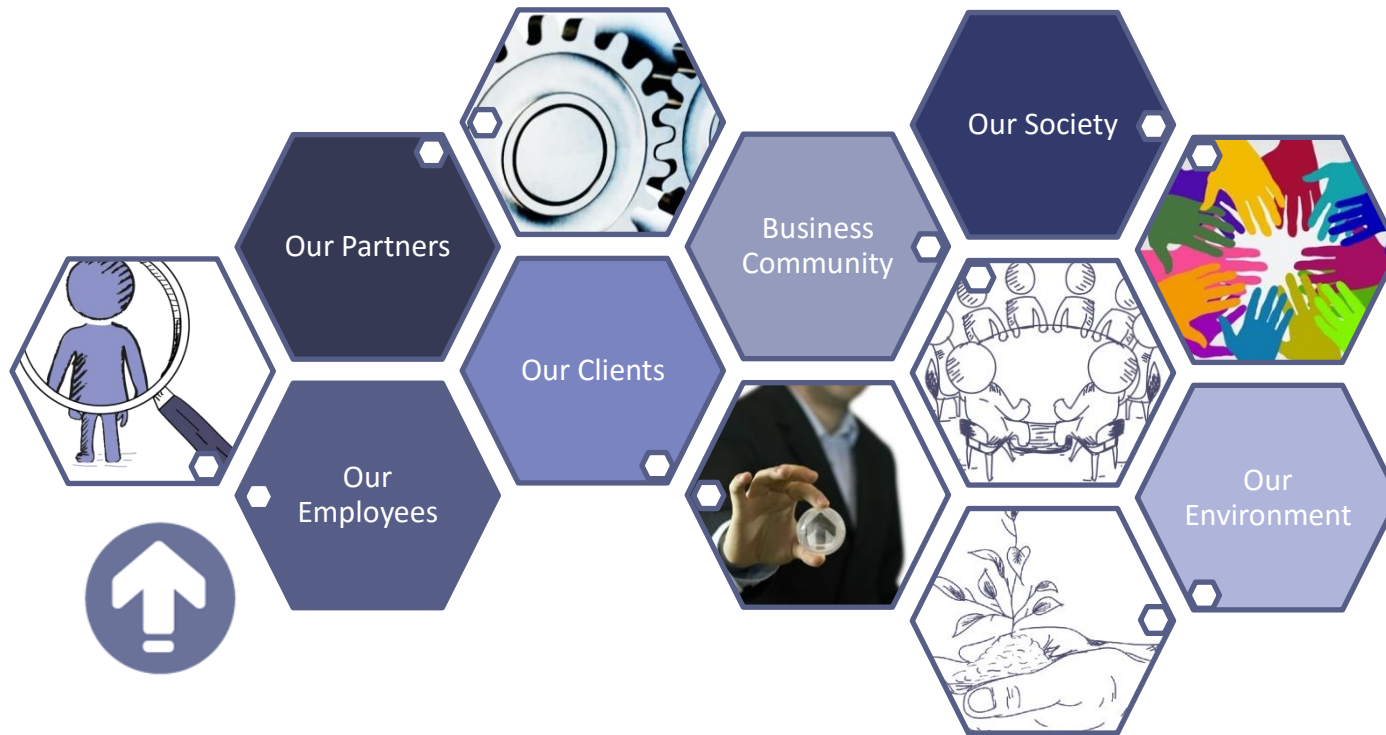 Our Partners
Our
Employees
Our Clients
Business
Community
Our Society
Our
Environment